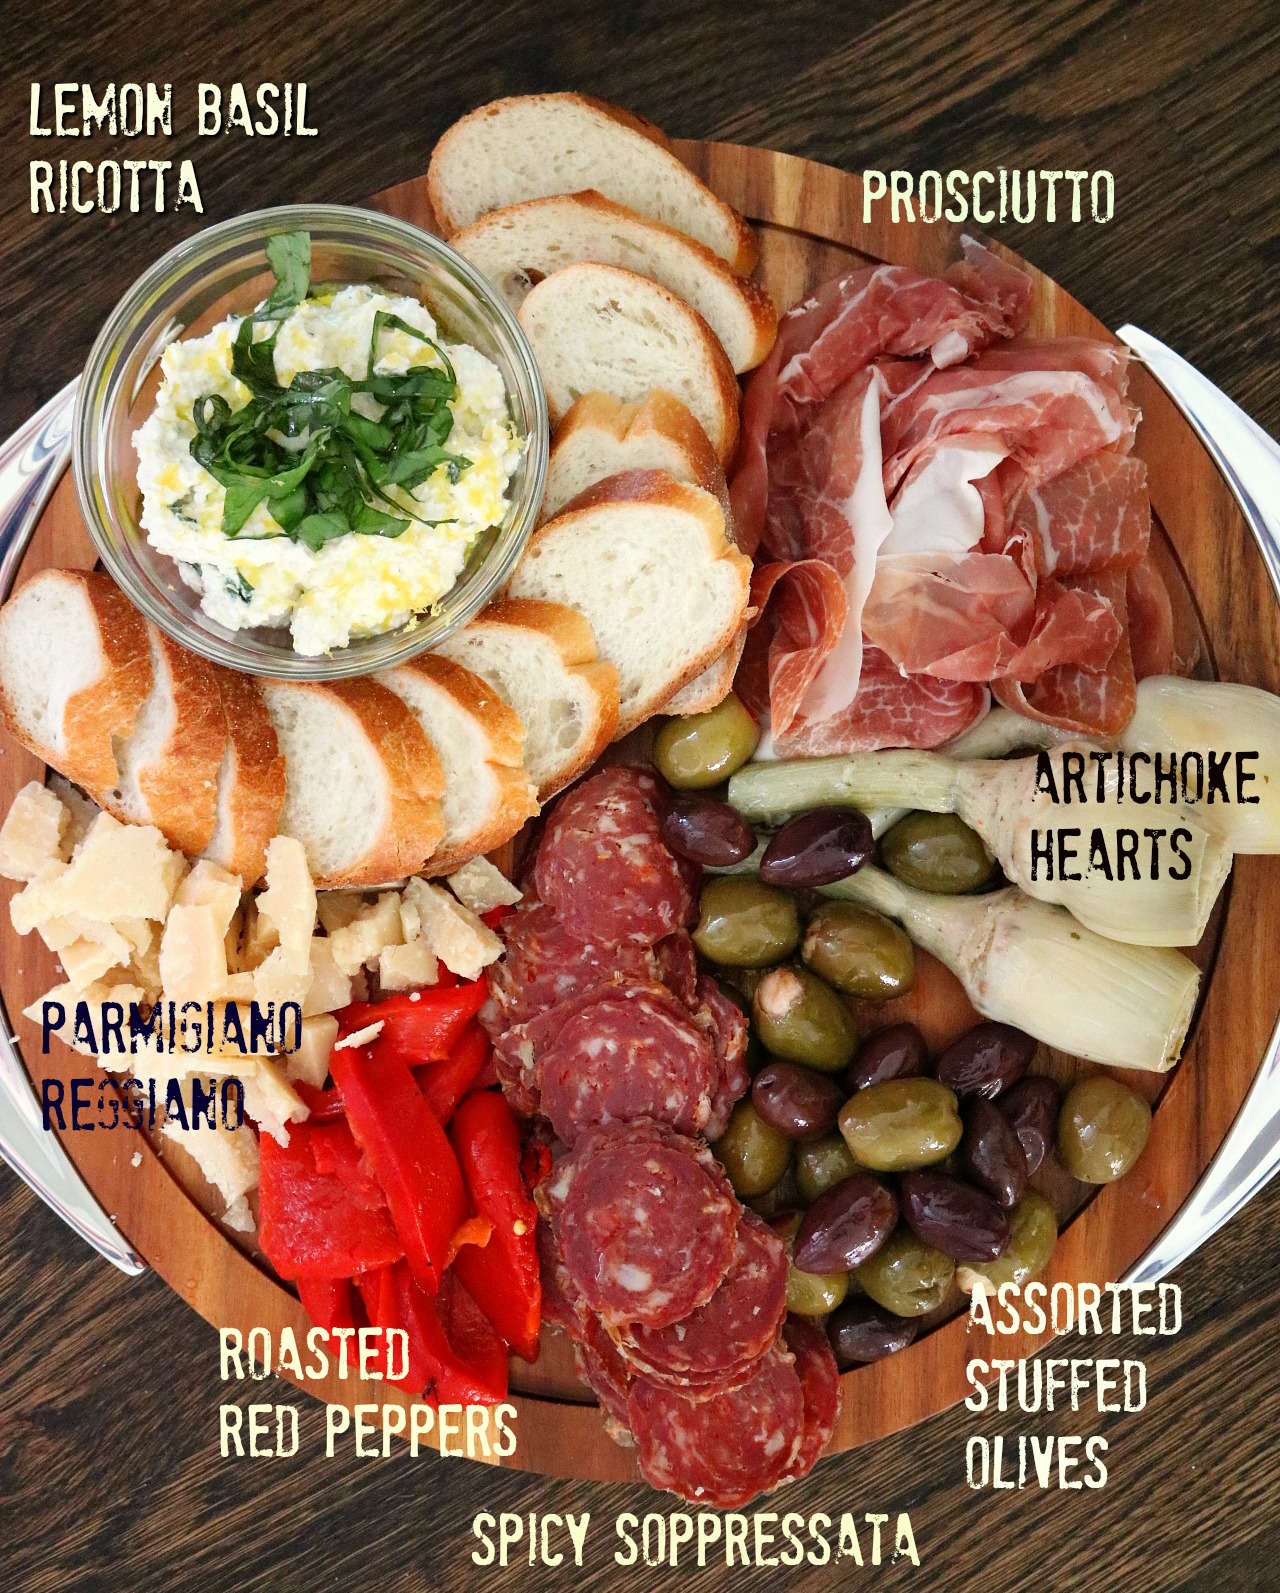 LEMON BASIL
RICOTTA
PROSCIUTTO
ARTICHOKE
HEARTS
PARMIGIANO
REGGIANO
ROASTED
RED PEPPERS
ASSORTED
STUFFED
OLIVES
SPICY SOPPRESSATA